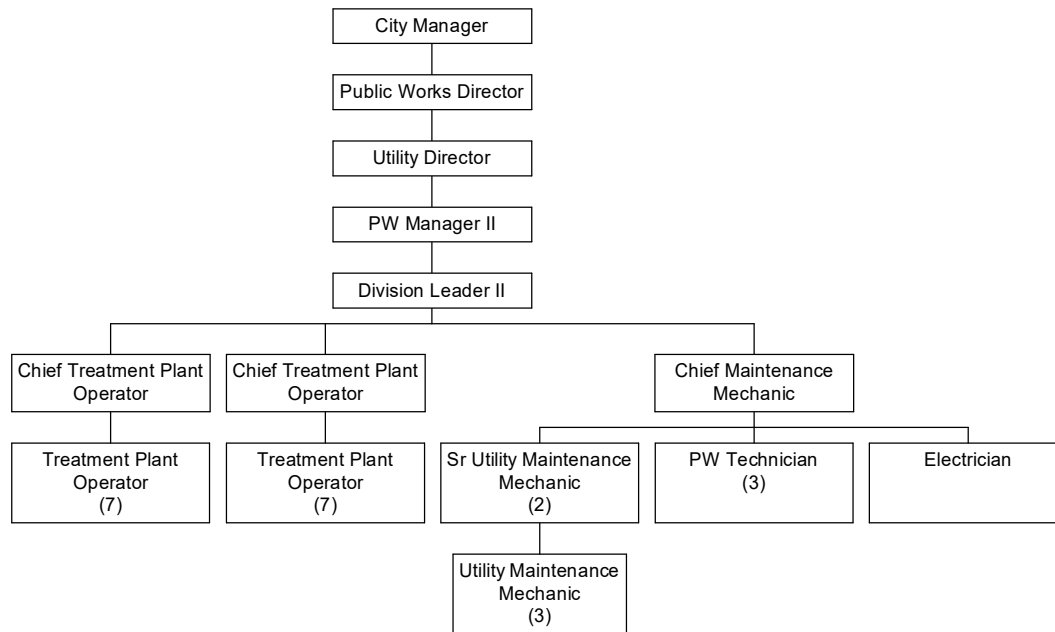 City Manager
Public Works Director
Utility Director
PW Manager II
Division Leader II
Chief Treatment Plant
Operator
Chief Treatment Plant
Operator
Chief Maintenance
Mechanic
Treatment Plant
Operator
(7)
Treatment Plant
Operator
(7)
Sr Utility Maintenance
Mechanic
(2)
PW Technician
(3)
Electrician
Utility Maintenance
Mechanic
(3)